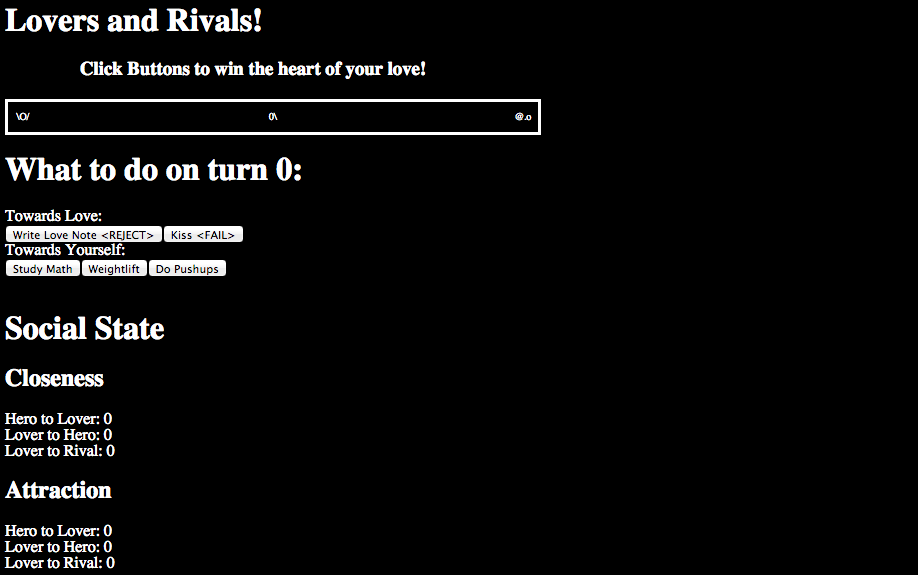 Lovers and Rivals!
Click Buttons to win the heart of your love!
\O/ 0\ @.o
What to do on turn 0:
Towards Love:
Write Love Note <REJECT> Kiss <FAIL>
Towards Yourself:
Study Math Weightlift Do Pushups
Social State
Closeness
Hero to Lover: 0
Lover to Hero: 0
Lover to Rival: 0
Attraction
Hero to Lover: 0
Lover to Hero: 0
Lover to Rival: 0